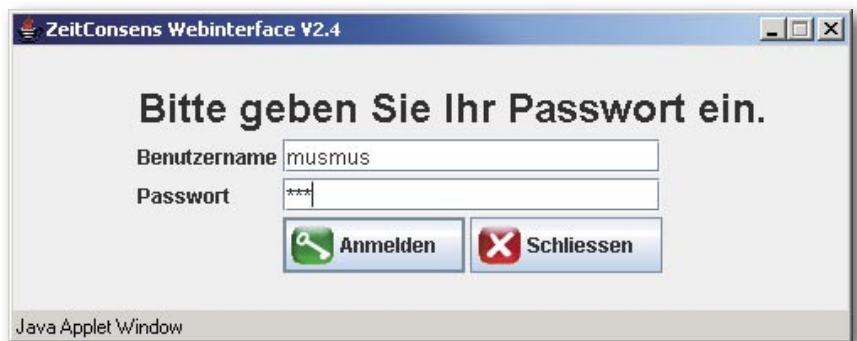 ZeitConsens Webinterface V2.4
Bitte geben Sie Ihr Passwort ein.
Benutzername musmus
Passwort ***
Anmelden Schliessen
Java Applet Window